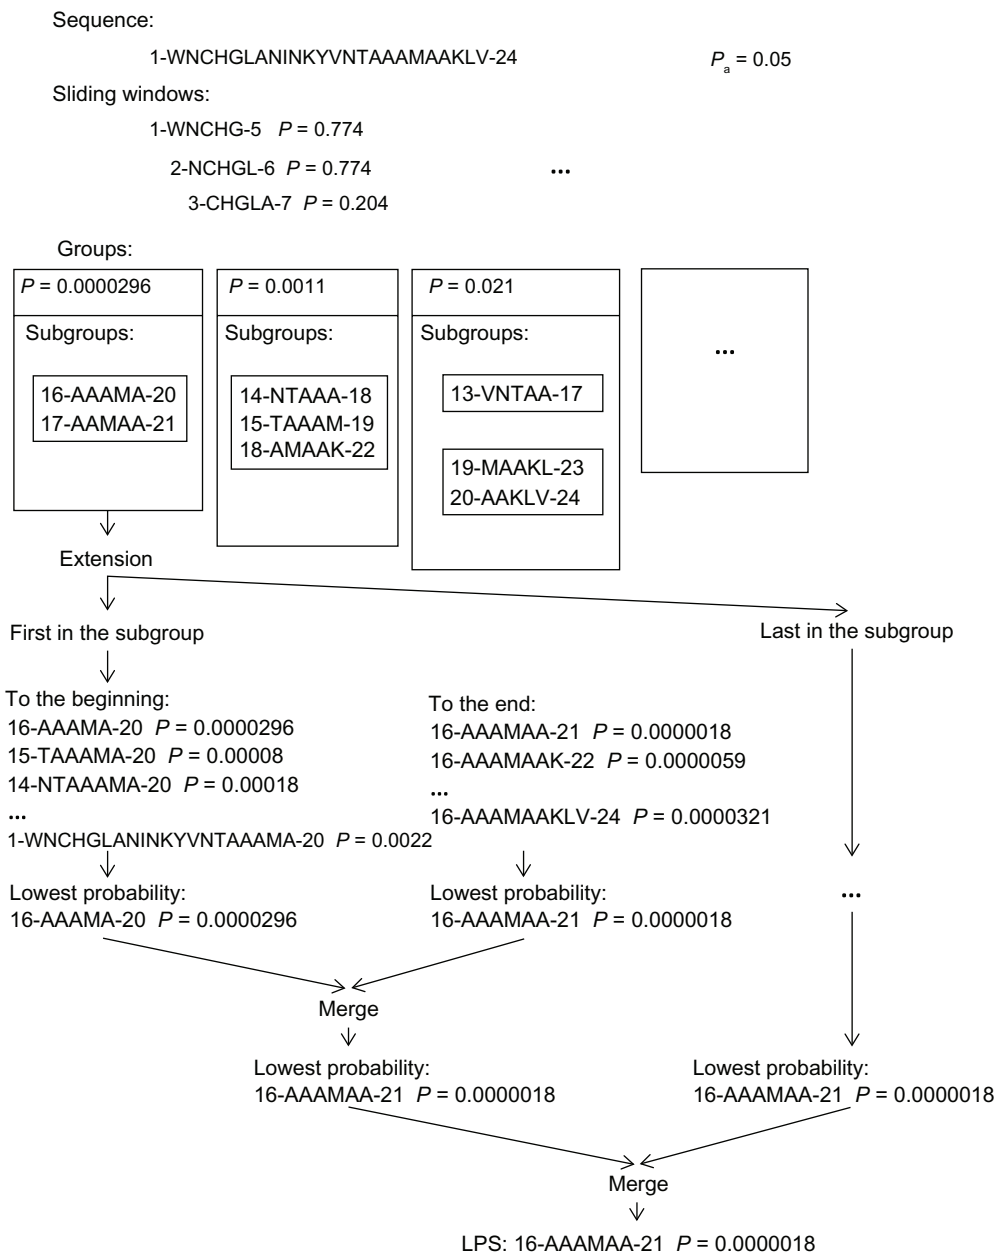 Sequence:
1-WNCHGLANINKYVNTAAAMAAKLV-24
Pa = 0.05
Sliding windows:
1-WNCHG-5 P = 0.774
2-NCHGL-6 P = 0.774
...
3-CHGLA-7 P = 0.204
Groups:
P = 0.0000296
Subgroups:
16-AAAMA-20
17-AAMAA-21
P = 0.0011
Subgroups:
14-NTAAA-18
15-TAAAM-19
18-AMAAK-22
P = 0.021
Subgroups:
13-VNTAA-17
19-MAAKL-23
20-AAKLV-24
...
Extension
First in the subgroup
Last in the subgroup
To the beginning:
16-AAAMA-20 P = 0.0000296
15-TAAAMA-20 P = 0.00008
14-NTAAAMA-20 P = 0.00018
...
1-WNCHGLANINKYVNTAAAMA-20 P = 0.0022
To the end:
16-AAAMAA-21 P = 0.0000018
16-AAAMAAK-22 P = 0.0000059
...
16-AAAMAAKLV-24 P = 0.0000321
Lowest probability:
16-AAAMA-20 P = 0.0000296
Lowest probability:
16-AAAMAA-21 P = 0.0000018
...
Merge
Lowest probability:
16-AAAMAA-21 P = 0.0000018
Lowest probability:
16-AAAMAA-21 P = 0.0000018
Merge
LPS: 16-AAAMAA-21 P = 0.0000018